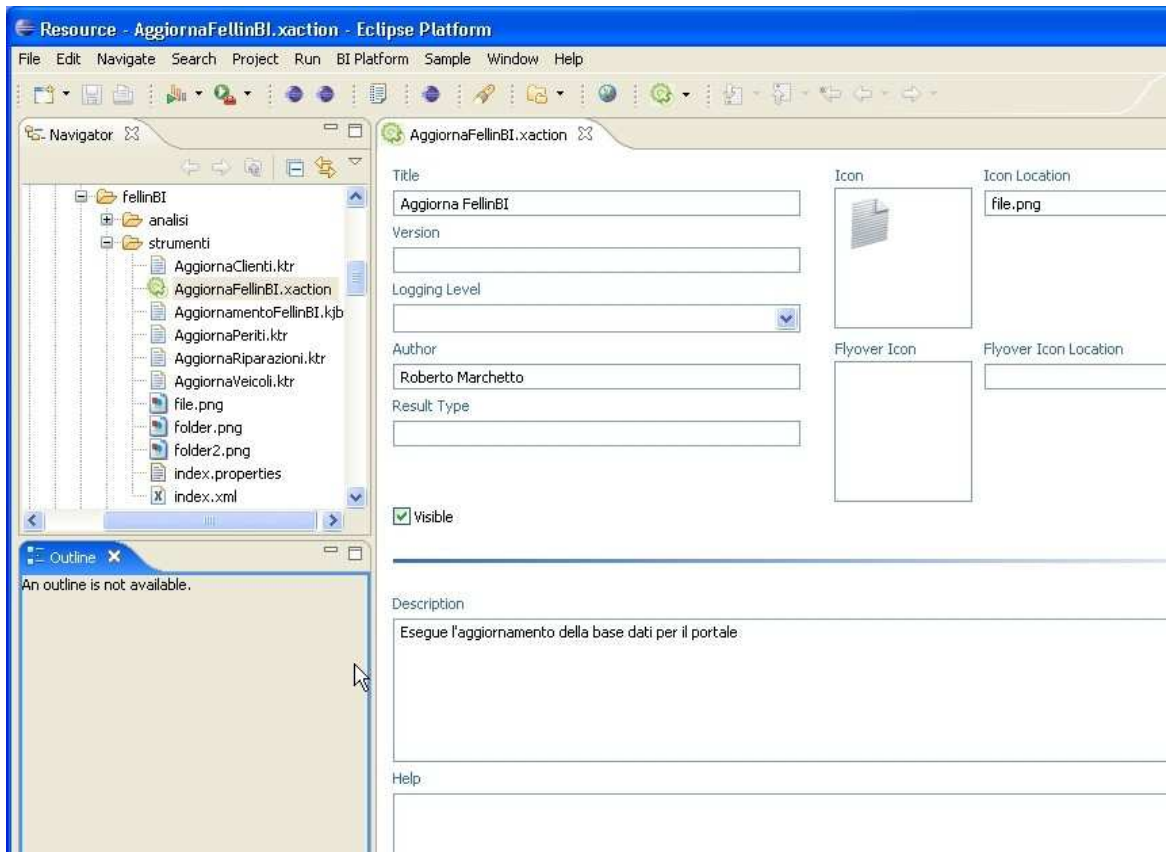 Resource - AggiornaFellinBI.xaction - Eclipse Platform
File Edit Navigate Search Project Run BI Platform Sample Window Help
Navigator
fellinBI
analisi
strumenti
AggiornaClienti.ktr
AggiornaFellinBI.xaction
AggiornamentoFellinBI.kjb
AggiornaPeriti.ktr
AggiornaRiparazioni.ktr
AggiornaVeicoli.ktr
file.png
folder.png
folder2.png
index.properties
index.xml
Outline
An outline is not available.
AggiornaFellinBI.xaction
Title
Aggiorna FellinBI
Version
Logging Level
Author
Roberto Marchetto
Result Type
Visible
Icon
Icon Location
file.png
Flyover Icon
Flyover Icon Location
Description
Esegue l'aggiornamento della base dati per il portale
Help